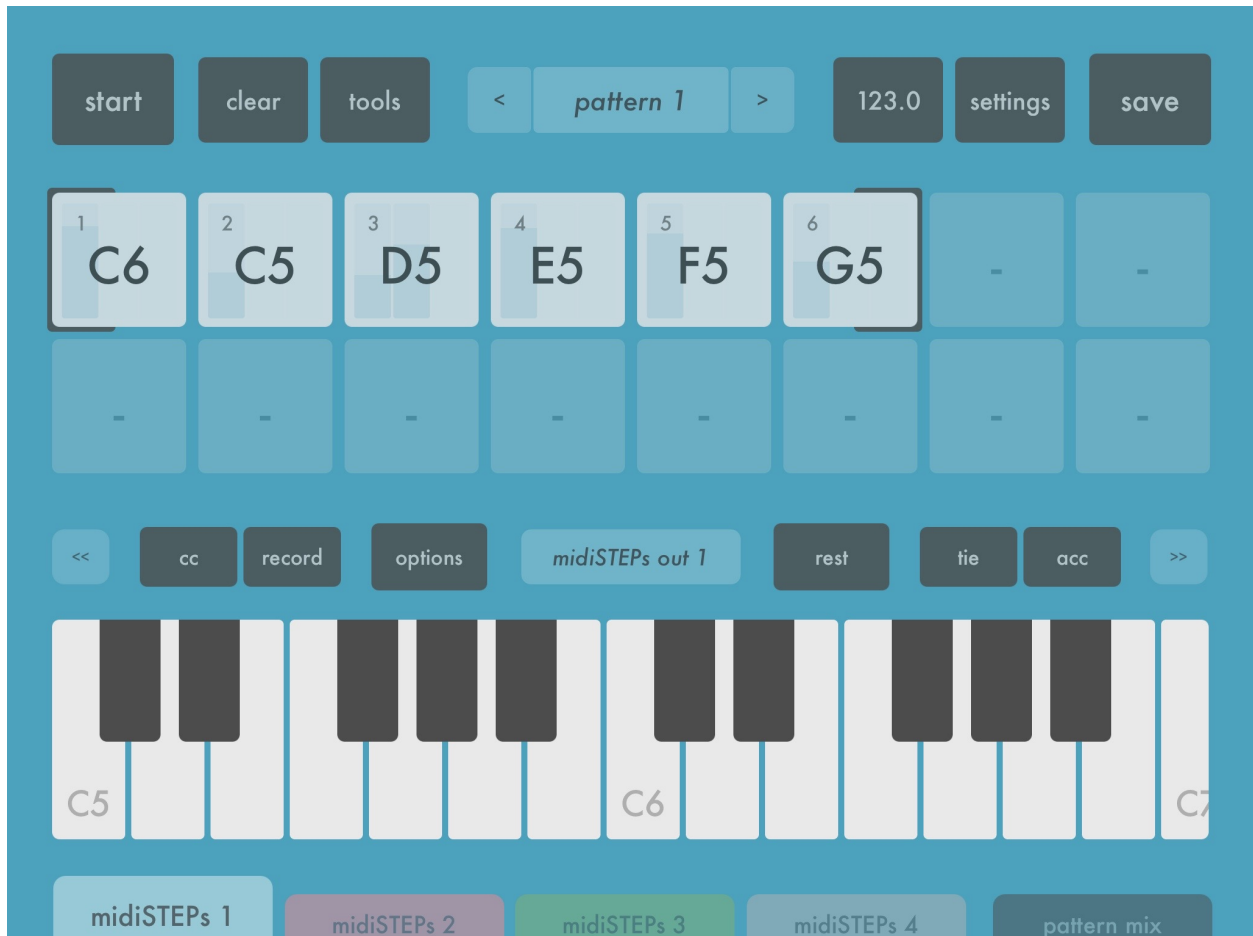 start clear tools < pattern 1 > 123.0 settings save
1 2 3 4 5 6
C6 C5 D5 E5 F5 G5 - -
- - - - - - - -
<< cc record options midiSTEPs out 1 rest tie acc >>
C5 C6 C7
midiSTEPs 1 midiSTEPs 2 midiSTEPs 3 midiSTEPs 4 pattern mix